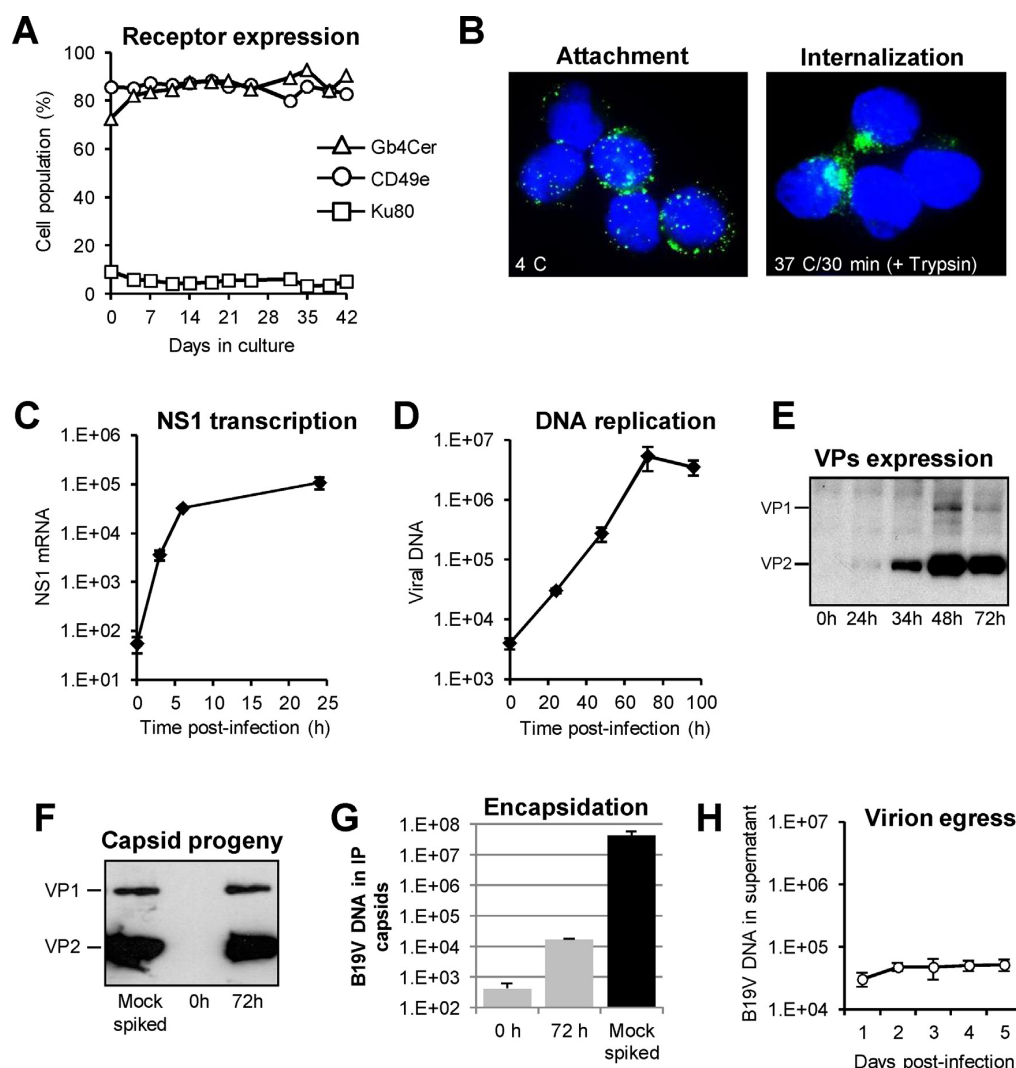 A
Receptor expression
100
80
60
40
20
0
Cell population (%)
Gb4Cer
CD49e
Ku80
0 7 14 21 28 35 42
Days in culture
B
Attachment
Internalization
4 C
37 C/30 min (+ Trypsin)
C
NS1 transcription
1.E+06
1.E+05
1.E+04
1.E+03
1.E+02
1.E+01
NS1 mRNA
0 5 10 15 20 25
Time post-infection (h)
D
DNA replication
1.E+07
1.E+06
1.E+05
1.E+04
1.E+03
Viral DNA
0 20 40 60 80 100
Time post-infection (h)
E
VPs expression
VP1
VP2
0h 24h 34h 48h 72h
F
Capsid progeny
VP1
VP2
Mock 0h 72h
spiked
G
Encapsidation
1.E+08
1.E+07
1.E+06
1.E+05
1.E+04
1.E+03
1.E+02
B19V DNA in IP
capsids
0 h 72 h Mock
spiked
H
Virion egress
1.E+07
1.E+06
1.E+05
1.E+04
B19V DNA in supernatant
1 2 3 4 5
Days post-infection